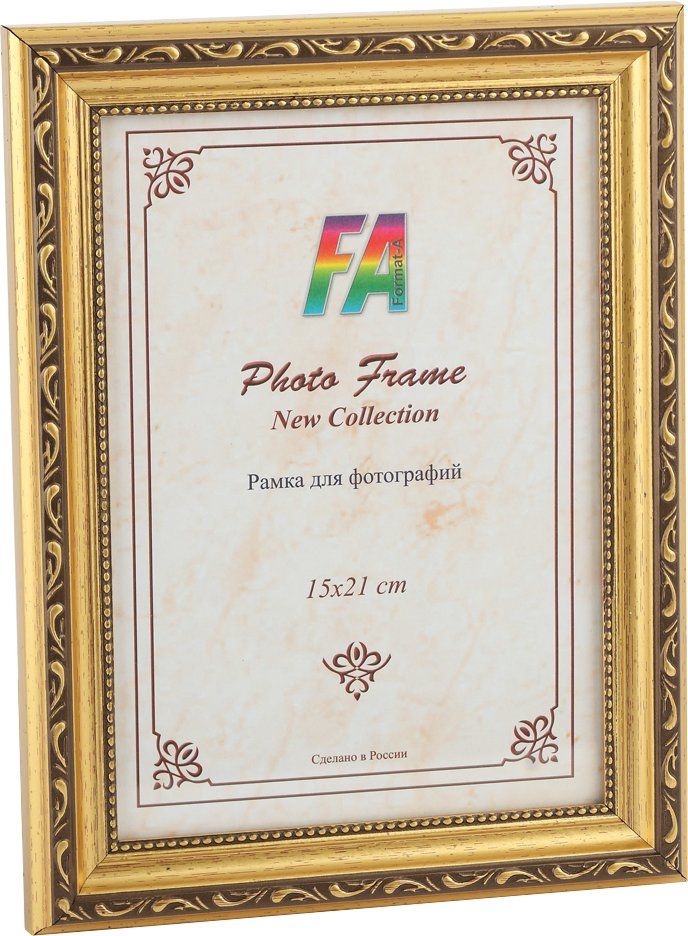 FA
Format-A
Photo Frame
New Collection
Рамка для фотографий
15x21 cm
Сделано в России